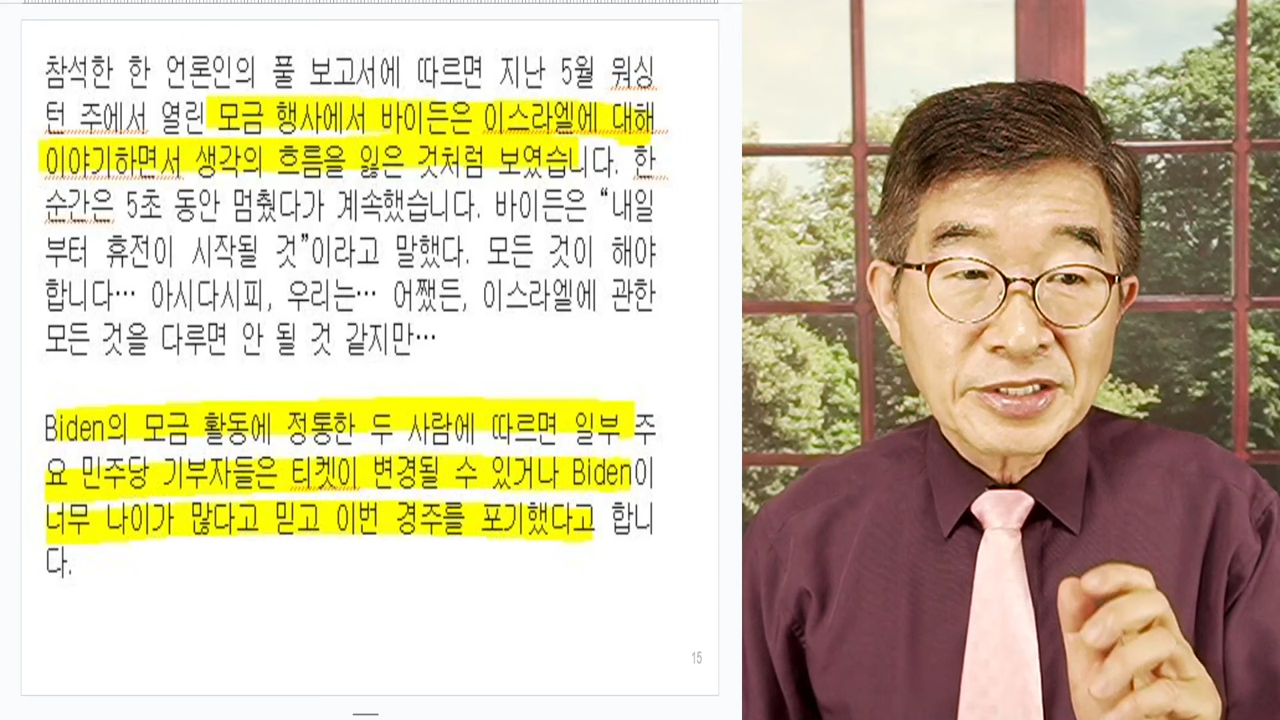 참석한 한 언론인의 풀 보고서에 따르면 지난 5월 워싱
턴 주에서 열린 모금 행사에서 바이든은 이스라엘에 대해
이야기하면서 생각의 흐름을 잃은 것처럼 보였습니다. 한
순간은 5초 동안 멈췄다가 계속했습니다. 바이든은 “내일
부터 휴전이 시작될 것”이라고 말했다. 모든 것이 해야
합니다… 아시다시피, 우리는… 어쨌든, 이스라엘에 관한
모든 것을 다루면 안 될 것 같지만…
Biden의 모금 활동에 정통한 두 사람에 따르면 일부 주
요 민주당 기부자들은 티켓이 변경될 수 있거나 Biden이
너무 나이가 많다고 믿고 이번 경주를 포기했다고 합니
다.
15